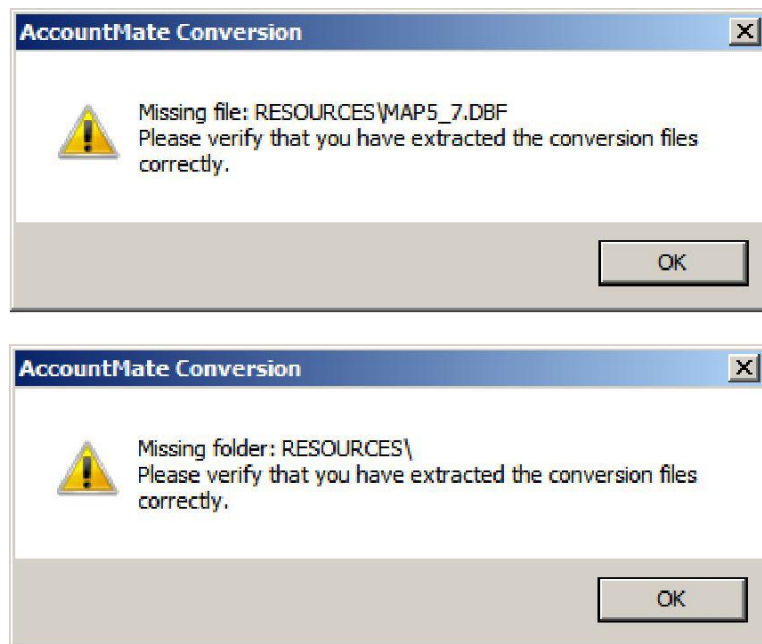 AccountMate Conversion
Missing file: RESOURCES\MAP5_7.DBF
Please verify that you have extracted the conversion files
correctly.
OK
AccountMate Conversion
Missing folder: RESOURCES\
Please verify that you have extracted the conversion files
correctly.
OK